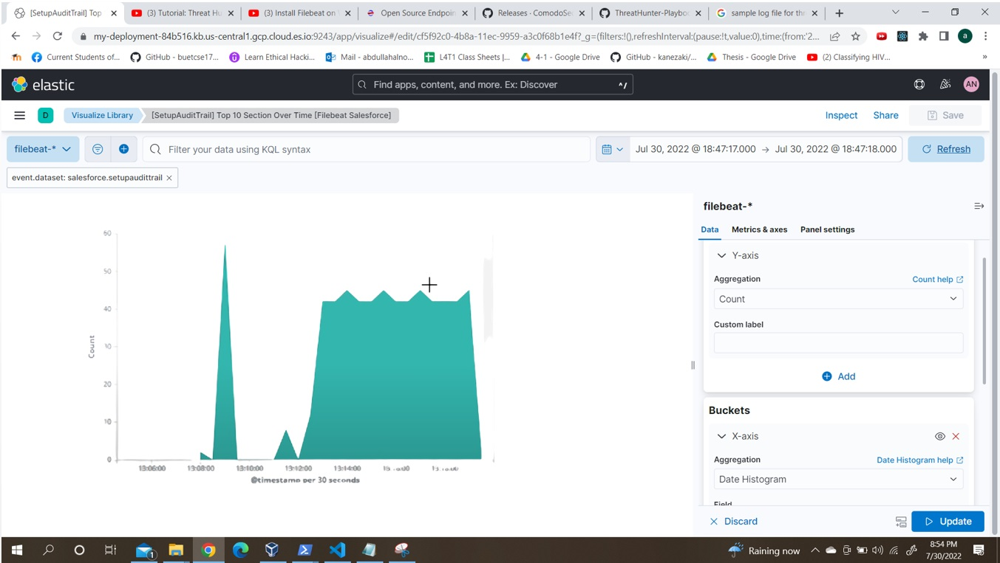 [SetupAuditTrail] Top
(3) Tutorial: Threat Hu
(3) Install Filebeat on
Open Source Endpoin
Releases - ComodoSec
ThreatHunter-Playboo
sample log file for thr
my-deployment-84b516.kb.us-central1.gcp.cloud.es.io:9243/app/visualize#/edit/cf5f92c0-4b8a-11ec-9959-a3c0f68b1e4f?_g=(filters:!(),refreshInterval:(pause:!t,value:0),time:(from:'2...
a
Current Students of...
GitHub - buetcse17...
Learn Ethical Hacki...
Mail - abdullahalno...
L4T1 Class Sheets |...
4-1 - Google Drive
GitHub - kanezaki/...
Thesis - Google Drive
(2) Classifying HIV...
»
elastic
Find apps, content, and more. Ex: Discover
^/
AN
D
Visualize Library
[SetupAuditTrail] Top 10 Section Over Time [Filebeat Salesforce]
Inspect
Share
Save
filebeat-*
Filter your data using KQL syntax
Jul 30, 2022 @ 18:47:17.000 → Jul 30, 2022 @ 18:47:18.000
Refresh
event.dataset: salesforce.setupaudittrail ×
filebeat-*
Data
Metrics & axes
Panel settings
Y-axis
Aggregation
Count help
Count
Custom label
Add
Buckets
X-axis
Aggregation
Date Histogram help
Date Histogram
Field
Discard
Update
60
50
40
20
10
0
Count
13:06:00
13:08:00
13:10:00
13:12:00
13:14:00
@timestamp per 30 seconds
1
Raining now
8:54 PM
7/30/2022